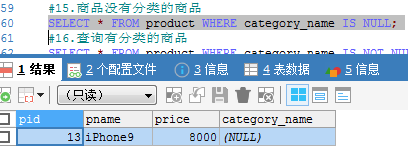 59 #15.商品没有分类的商品
60 SELECT * FROM product WHERE category_name IS NULL;
61 #16.查询有分类的商品
62 SELECT * FROM product WHERE category_name IS NOT NULL
1 结果 2 个配置文件 3 信息 4 表数据 5 信息
(只读)
pid pname price category_name
13 iPhone9 8000 (NULL)